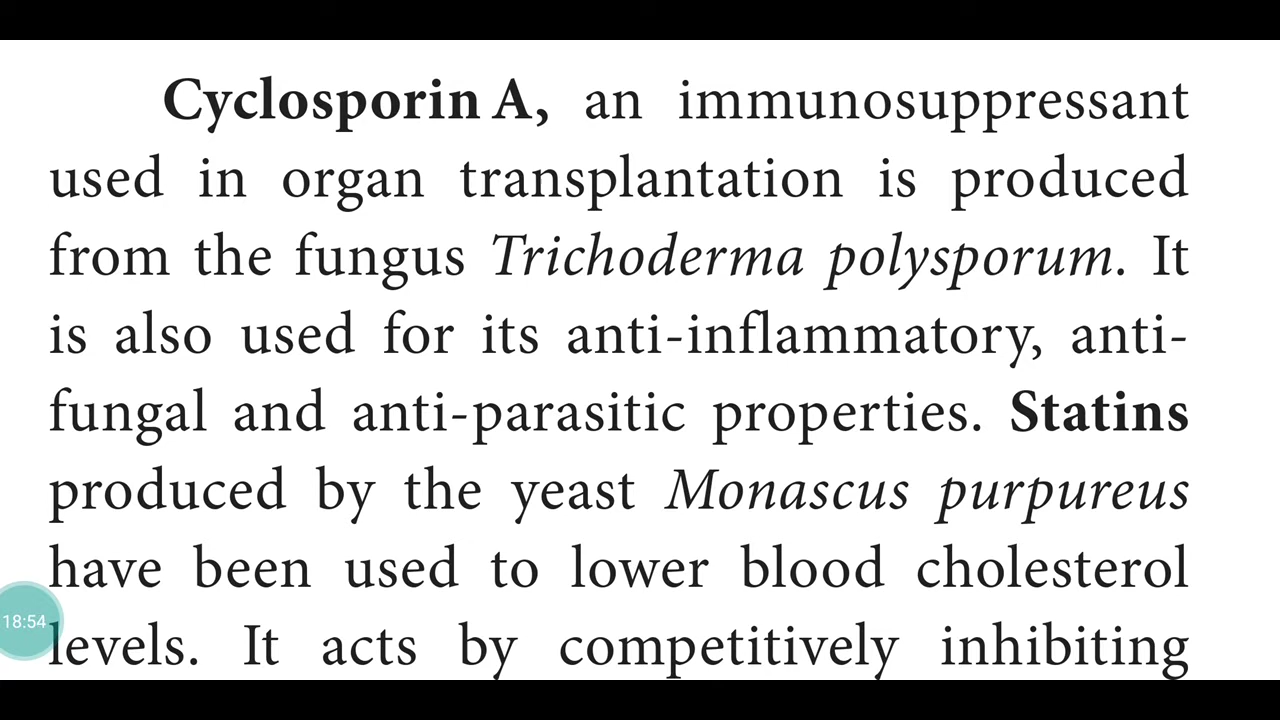 Cyclosporin A, an immunosuppressant
used in organ transplantation is produced
from the fungus Trichoderma polysporum. It
is also used for its anti-inflammatory, anti-
fungal and anti-parasitic properties. Statins
produced by the yeast Monascus purpureus
have been used to lower blood cholesterol
18:54
levels. It acts by competitively inhibiting